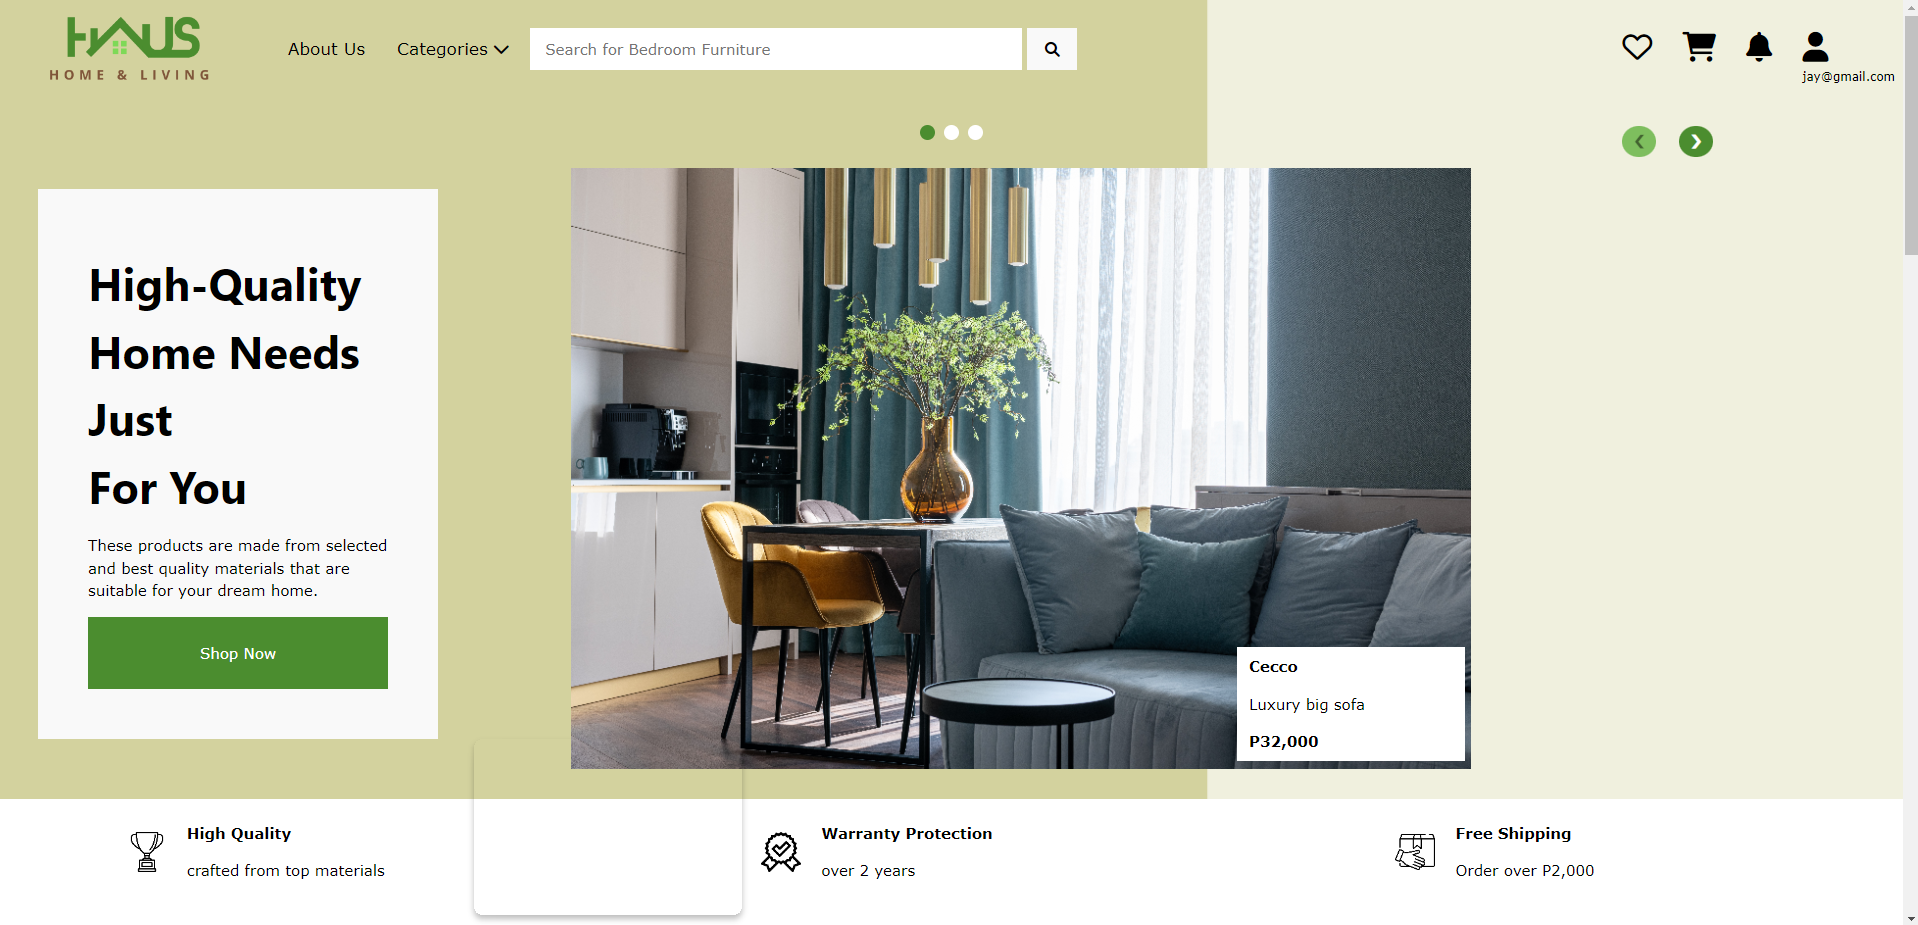 HAUS
HOME & LIVING
About Us
Categories
Search for Bedroom Furniture
jay@gmail.com
High-Quality
Home Needs
Just
For You
These products are made from selected
and best quality materials that are
suitable for your dream home.
Shop Now
Cecco
Luxury big sofa
P32,000
High Quality
crafted from top materials
Warranty Protection
over 2 years
Free Shipping
Order over P2,000